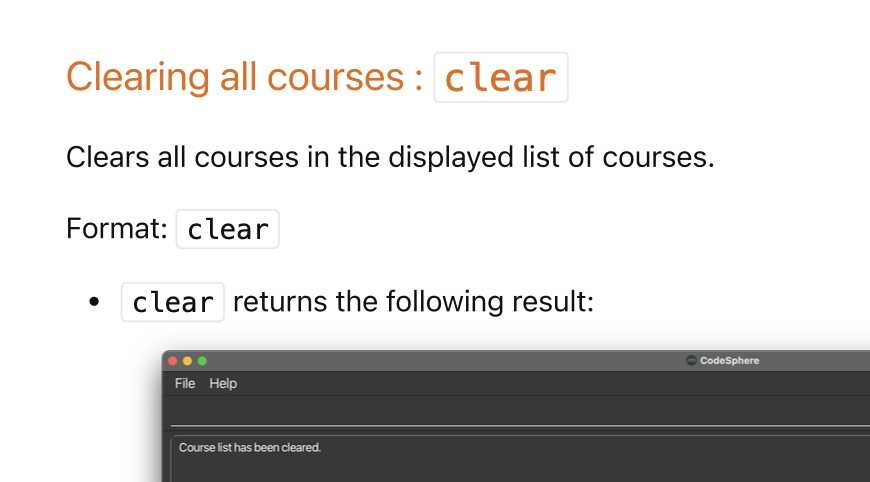 Clearing all courses : clear
Clears all courses in the displayed list of courses.
Format: clear
• clear returns the following result:
CodeSphere
File Help
Course list has been cleared.